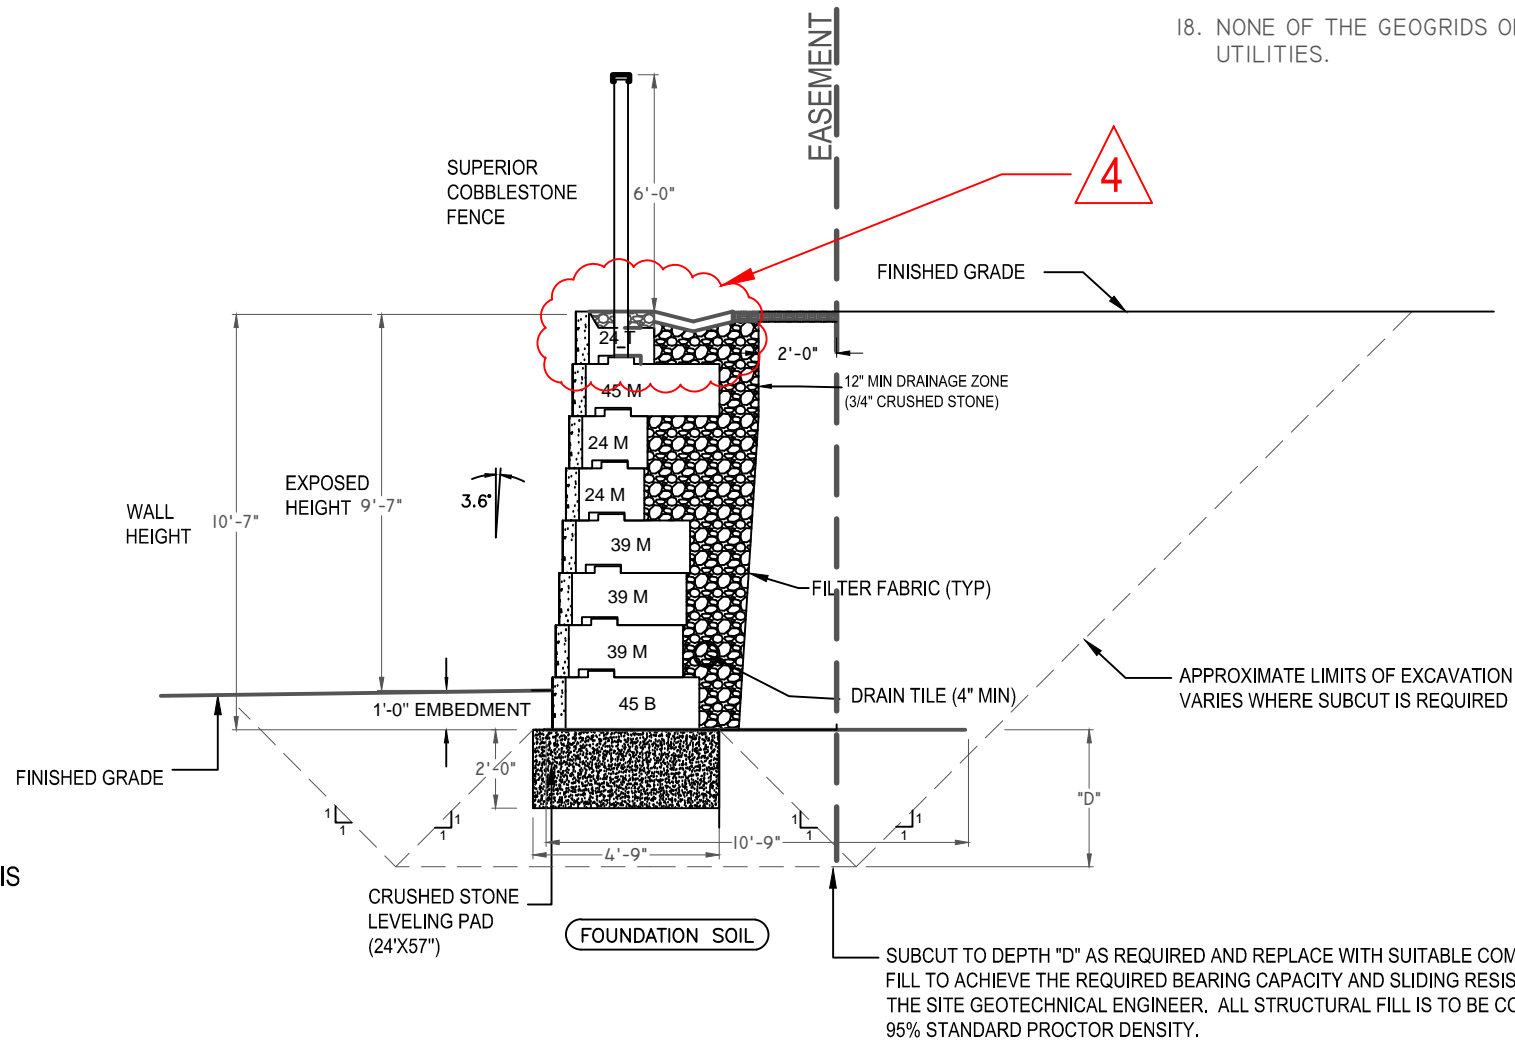 18. NONE OF THE GEOGRIDS
UTILITIES.
EASEMENT
4
SUPERIOR
COBBLESTONE
FENCE
6'-0"
FINISHED GRADE
24 T
2'-0"
12" MIN DRAINAGE ZONE
(3/4" CRUSHED STONE)
45 M
24 M
EXPOSED
HEIGHT 9'-7"
3.6°
24 M
WALL
HEIGHT 10'-7"
39 M
FILTER FABRIC (TYP)
39 M
39 M
APPROXIMATE LIMITS OF EXCAVATION
VARIES WHERE SUBCUT IS REQUIRED
DRAIN TILE (4" MIN)
1'-0" EMBEDMENT
45 B
FINISHED GRADE
2'-0"
"D"
1
1
1
1
1
1
1
1
10'-9"
4'-9"
IS
CRUSHED STONE
LEVELING PAD
(24'X57")
FOUNDATION SOIL
SUBCUT TO DEPTH "D" AS REQUIRED AND REPLACE WITH SUITABLE
FILL TO ACHIEVE THE REQUIRED BEARING CAPACITY AND SLIDING
THE SITE GEOTECHNICAL ENGINEER. ALL STRUCTURAL FILL IS TO BE
95% STANDARD PROCTOR DENSITY.